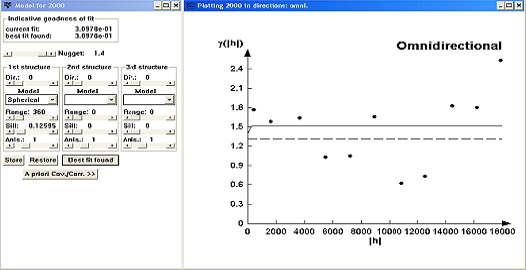 Model for 2000
Indicative goodness of fit
current fit: 3.0978e-01
best fit found: 3.0978e-01
Nugget: 1.4
1st structure 2nd structure 3rd structure
Dir.: 0 Dir.: 0 Dir.: 0
Model Model Model
Spherical
Range: 360 Range: 0 Range: 0
Sill: 0.12595 Sill: 0 Sill: 0
Anis.: 1 Anis.: 1 Anis.: 1
Store Restore Best fit found
A priori Cov./Corr. >>
Plotting 2000 in directions: omni.
γ(|h|)
Omnidirectional
2.4
2.1
1.8
1.5
1.2
0.9
0.6
0.3
0
0 2000 4000 6000 8000 10000 12000 14000 16000 18000
|h|